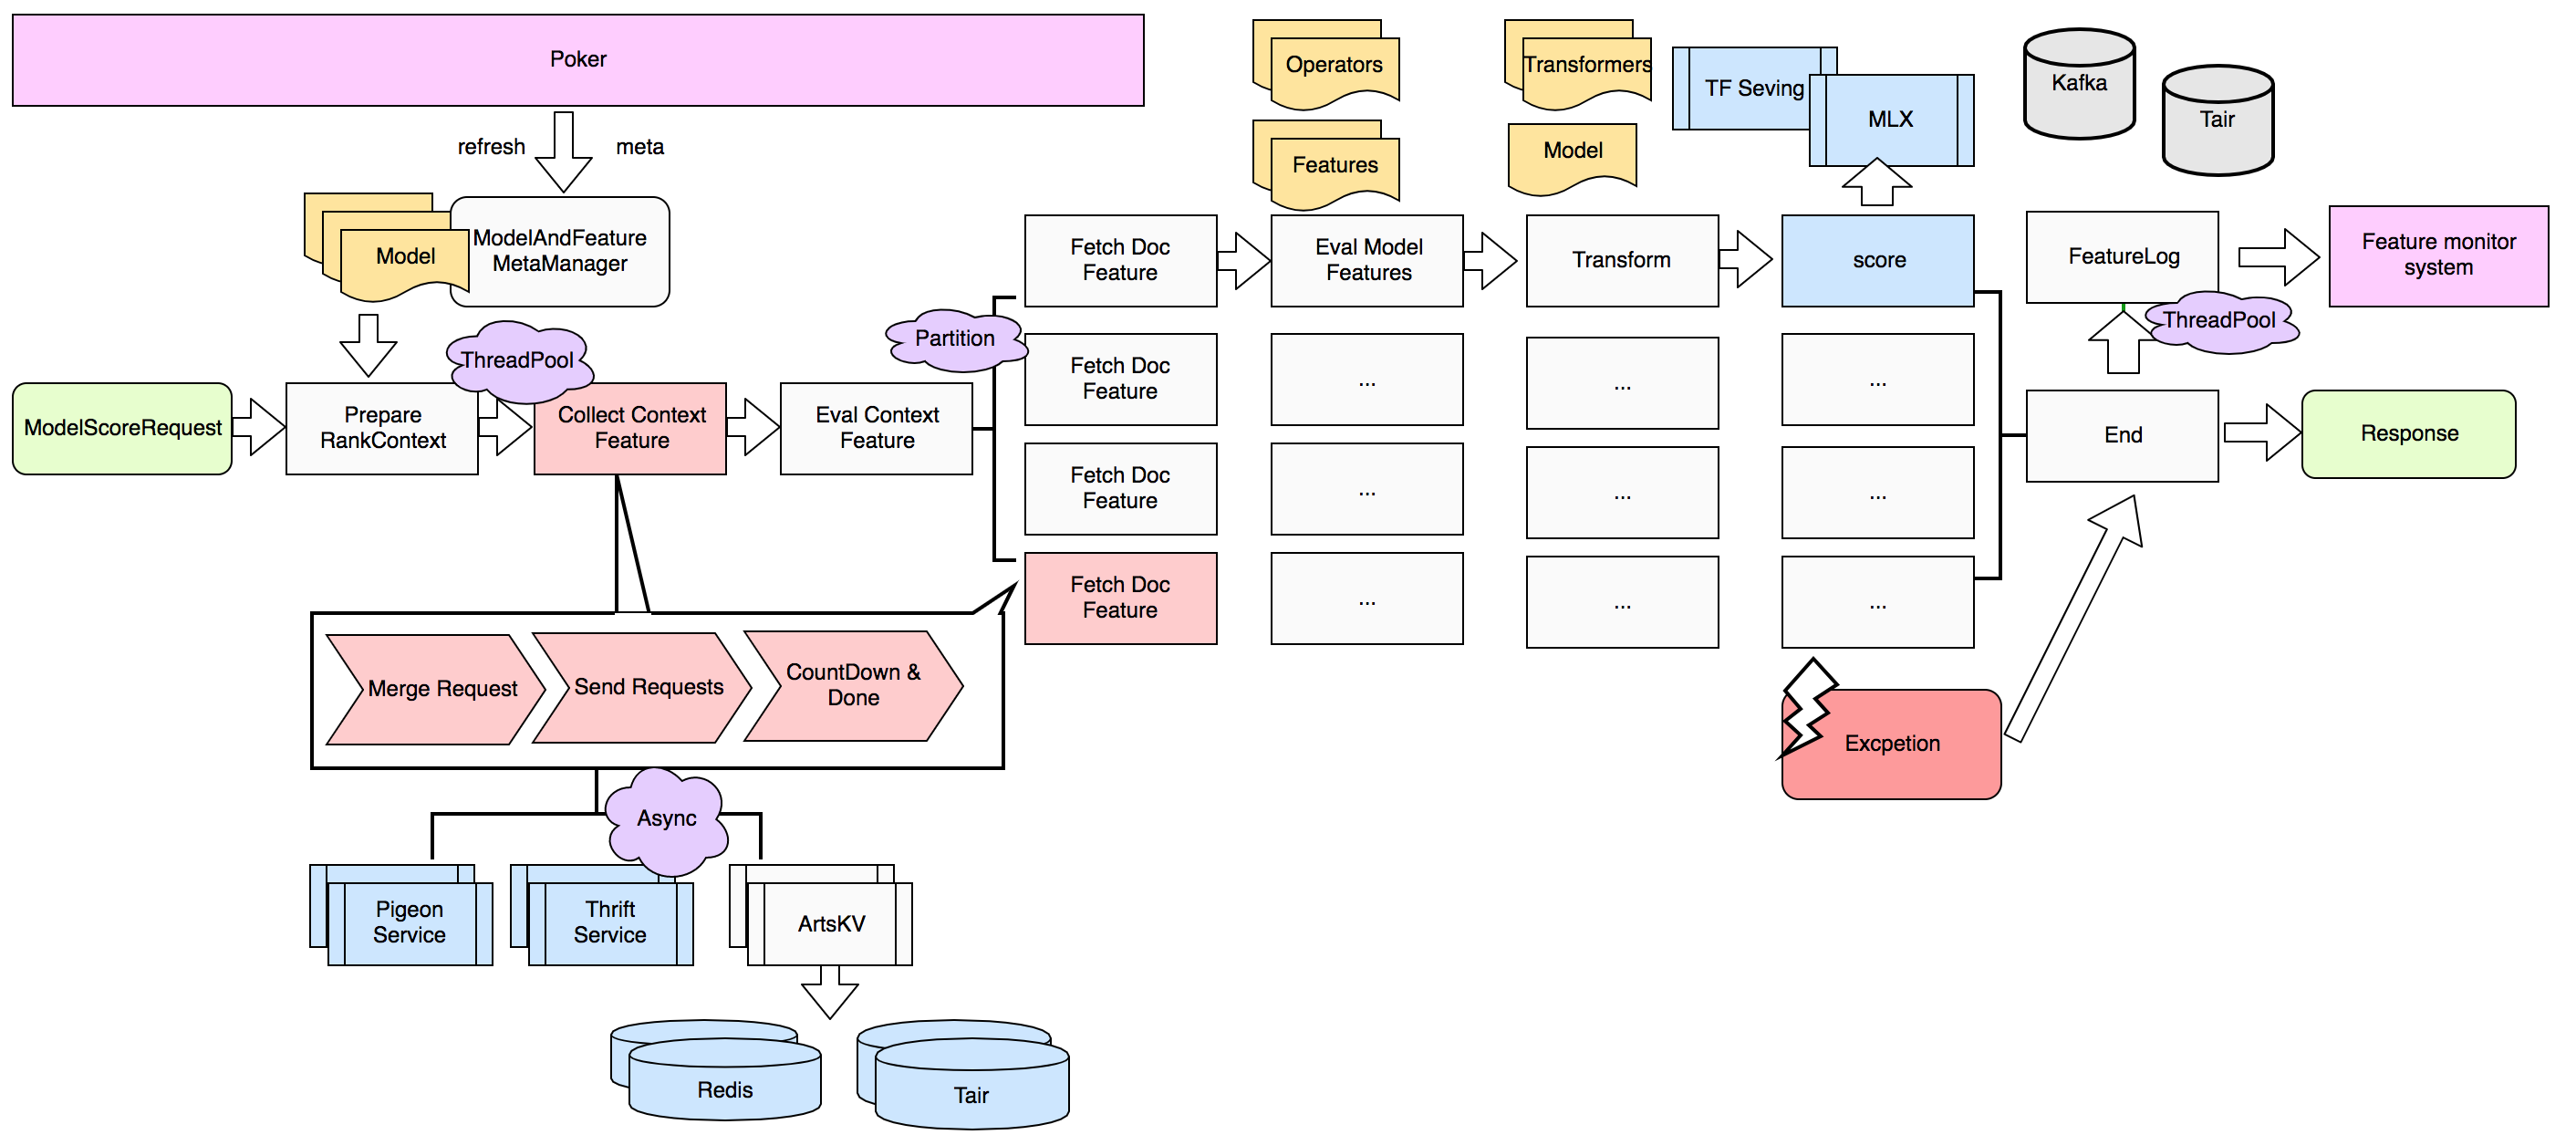 Poker
refresh
meta
Model
ModelAndFeature
MetaManager
ModelScoreRequest
Prepare
RankContext
ThreadPool
Collect Context
Feature
Eval Context
Feature
Partition
Operators
Features
Transformers
Model
TF Seving
MLX
Kafka
Tair
Fetch Doc
Feature
Eval Model
Features
Transform
score
FeatureLog
Feature monitor
system
ThreadPool
Fetch Doc
Feature
...
...
...
End
Response
Fetch Doc
Feature
...
...
...
Fetch Doc
Feature
...
...
...
Excpetion
Merge Request
Send Requests
CountDown &
Done
Async
Pigeon
Service
Thrift
Service
ArtsKV
Redis
Tair